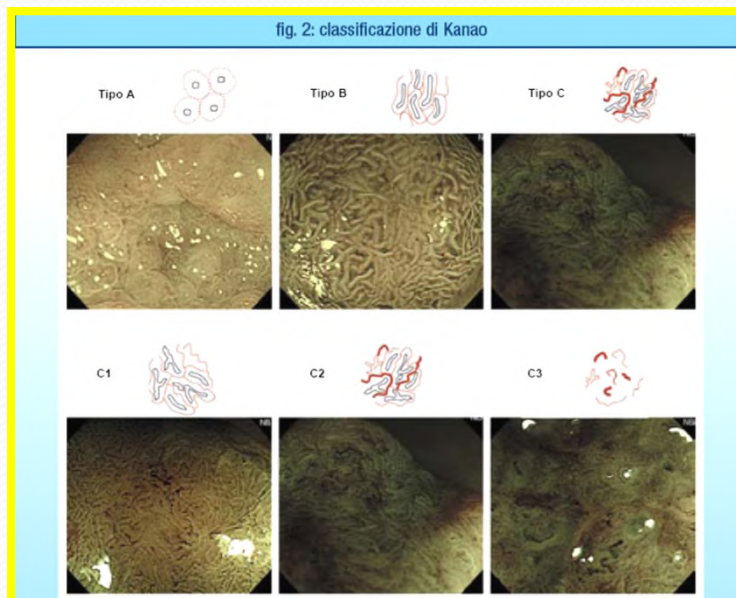 fig. 2: classificazione di Kanao
Tipo A
Tipo B
Tipo C
C1
C2
C3